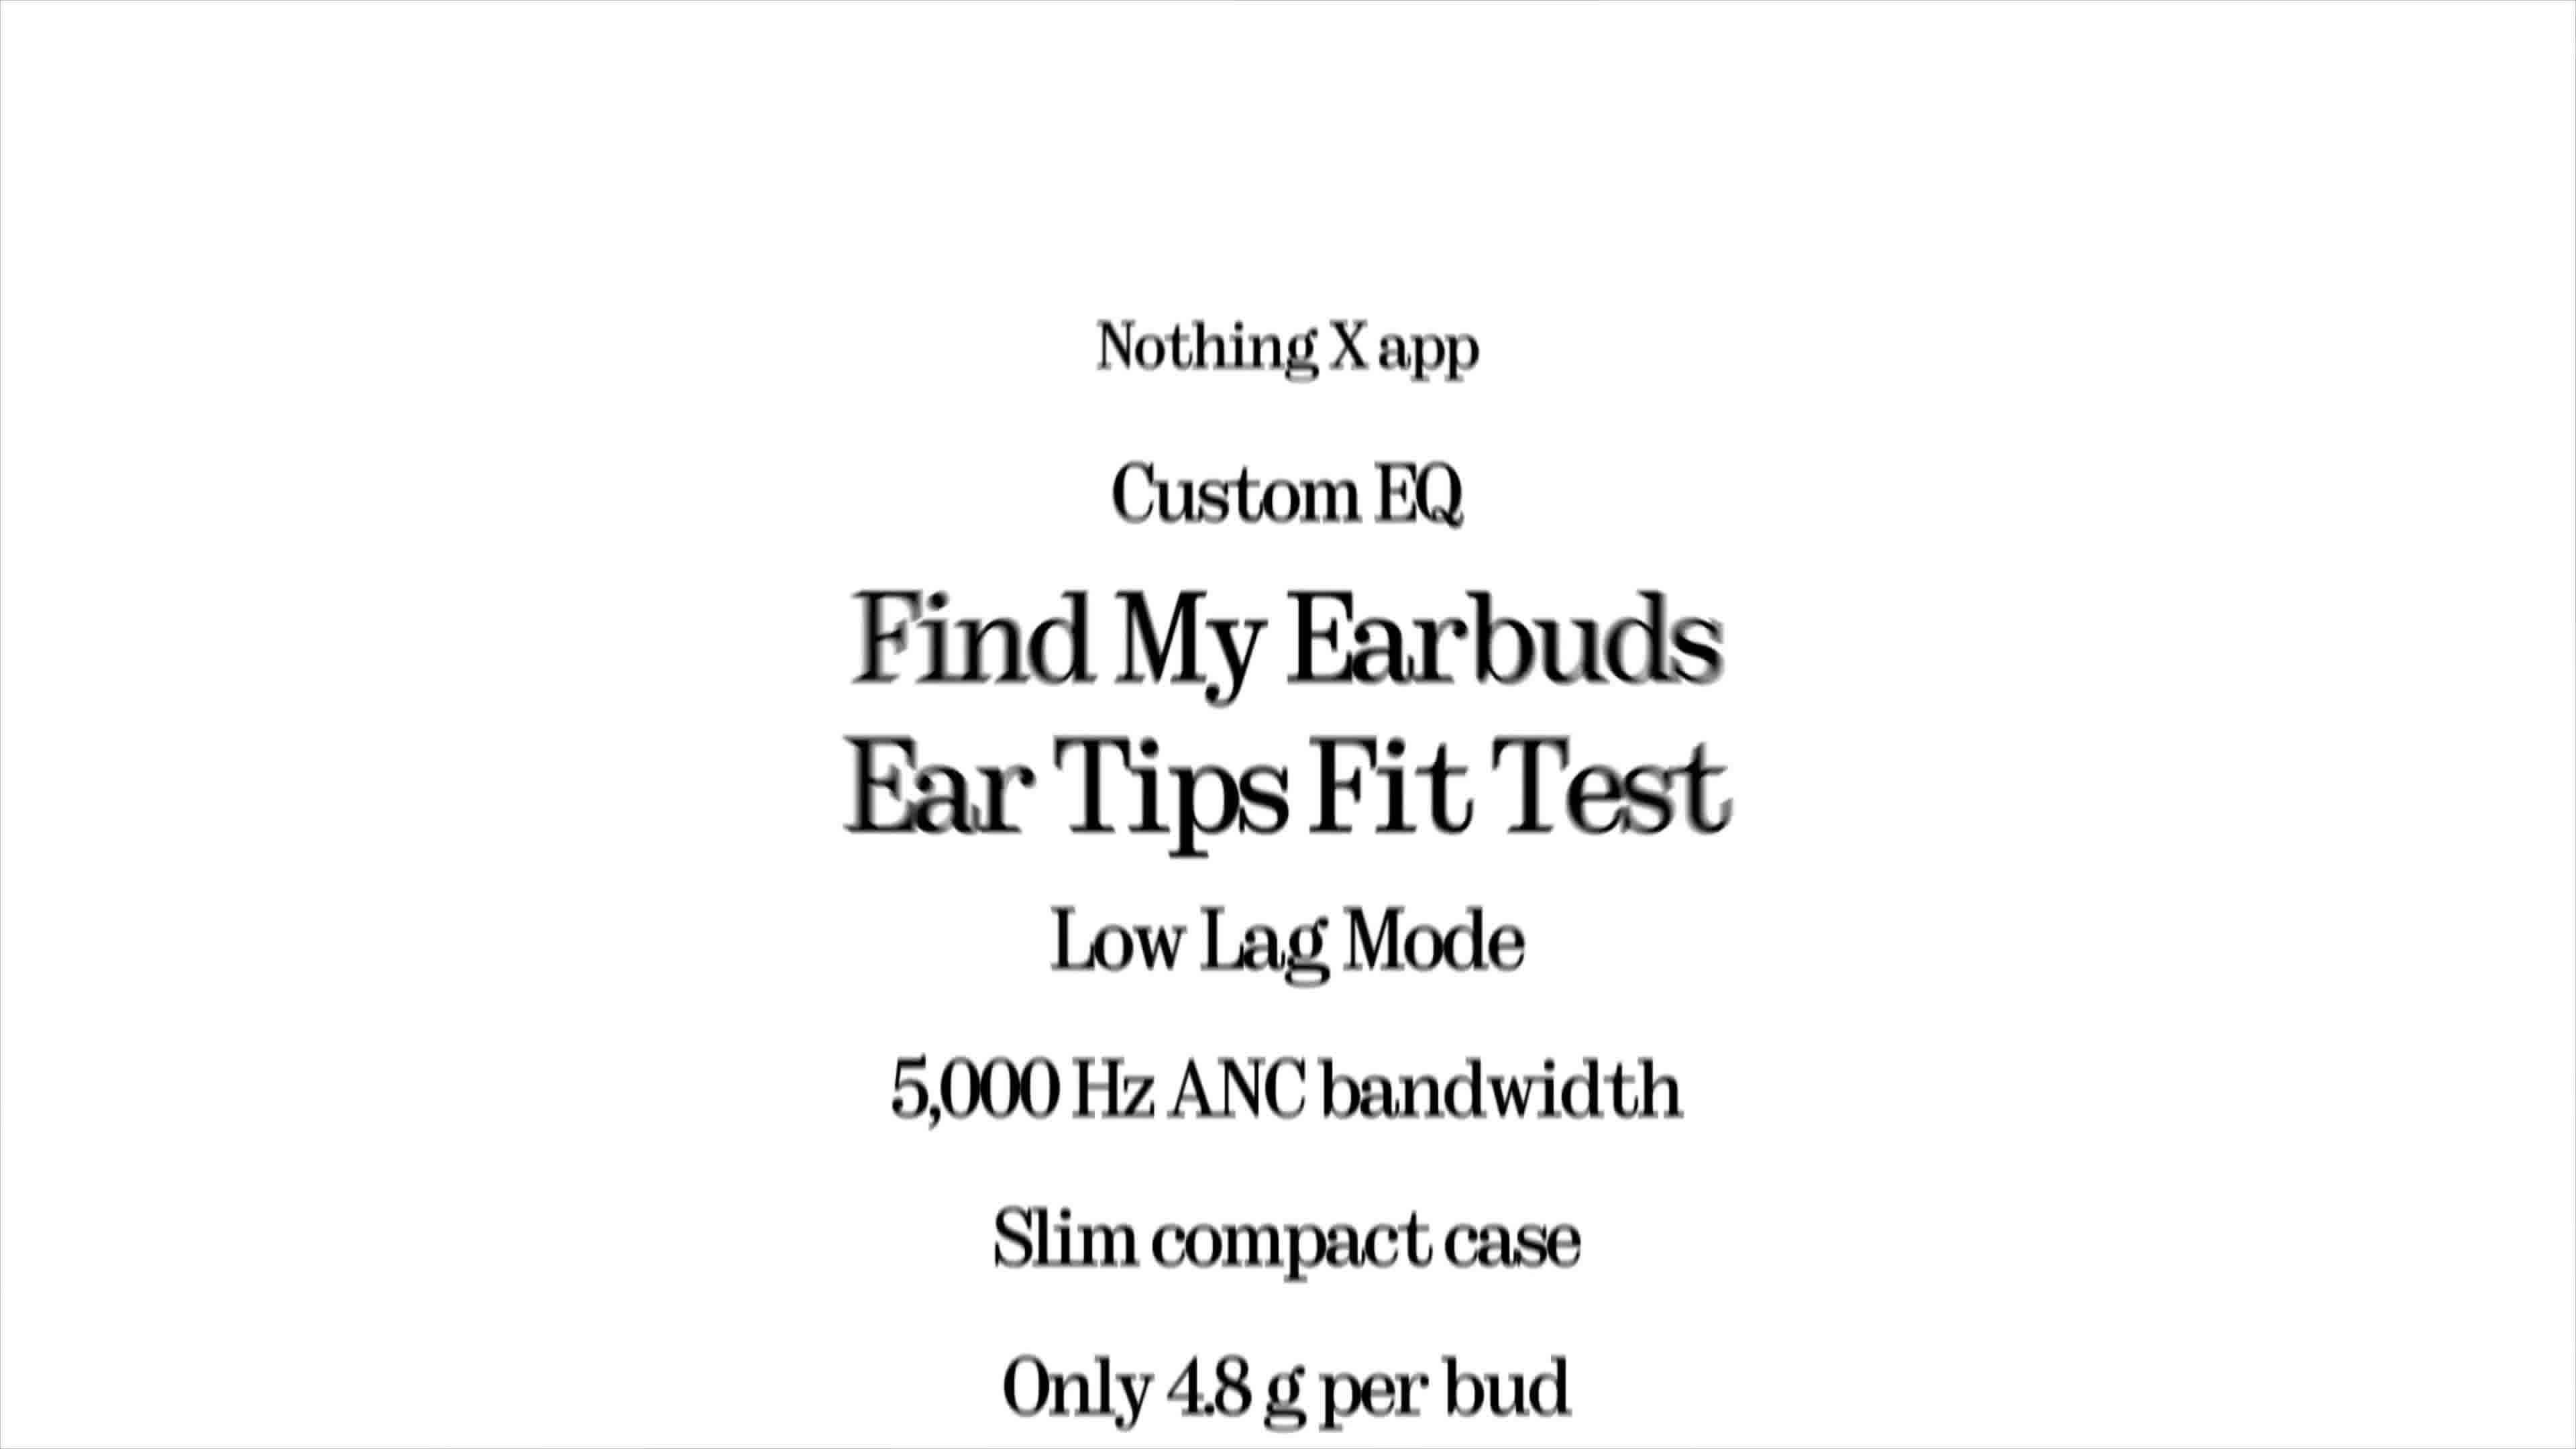 Nothing X app
Custom EQ
Find My Earbuds
Ear Tips Fit Test
Low Lag Mode
5,000 Hz ANC bandwidth
Slim compact case
Only 4.8 g per bud